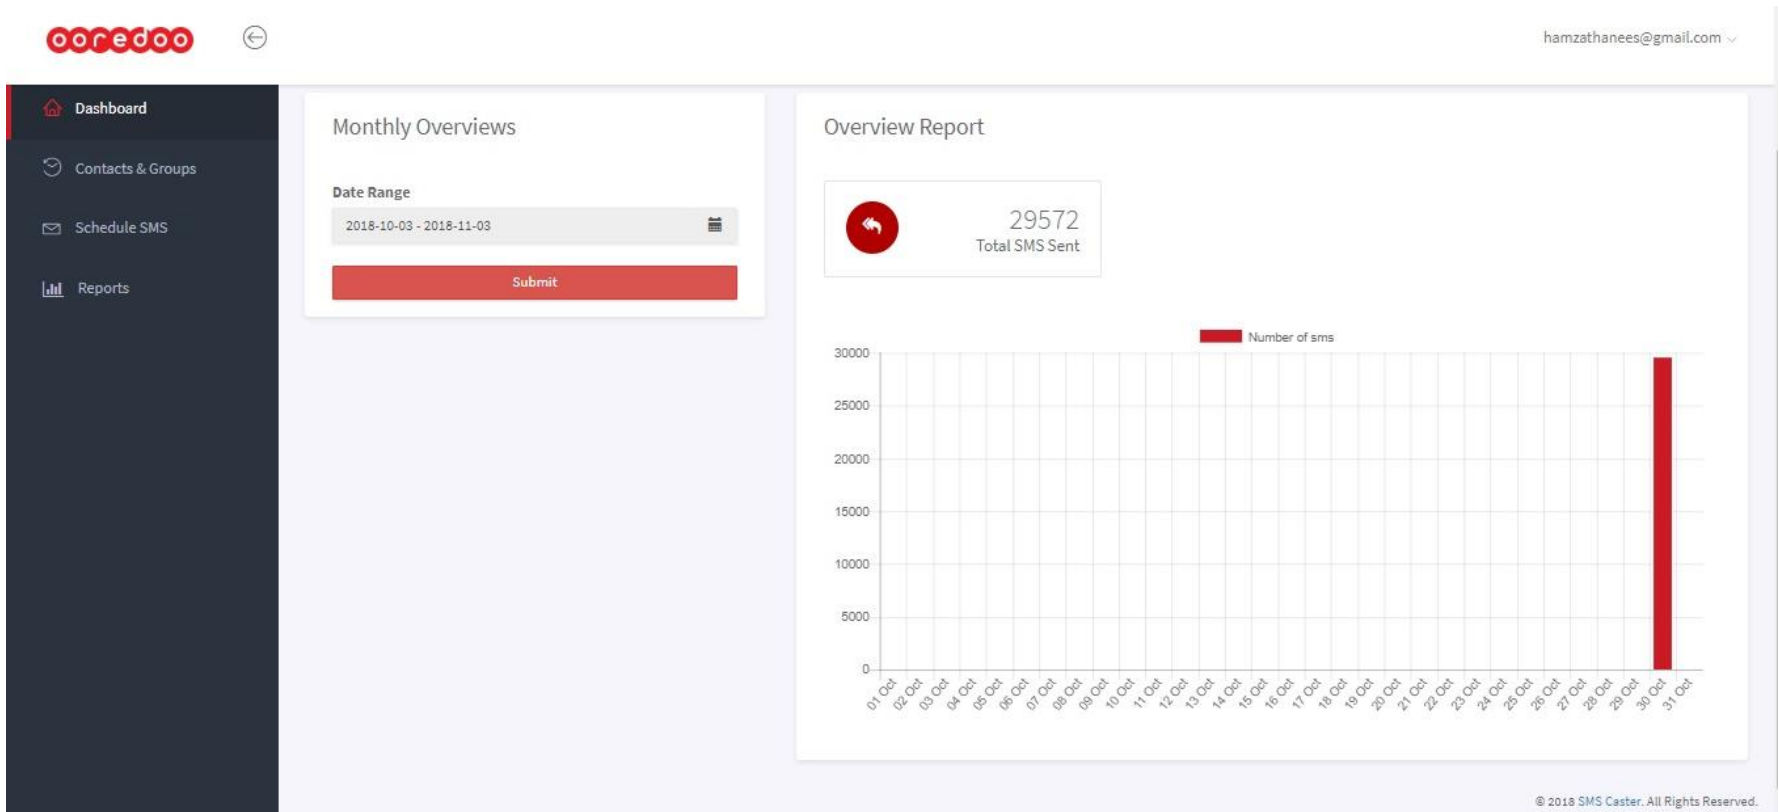 ooredoo
hamzathanees@gmail.com
Dashboard
Contacts & Groups
Schedule SMS
Reports
Monthly Overviews
Date Range
2018-10-03 - 2018-11-03
Submit
Overview Report
29572
Total SMS Sent
Number of sms
30000
25000
20000
15000
10000
5000
0
01 Oct 02 Oct 03 Oct 04 Oct 05 Oct 06 Oct 07 Oct 08 Oct 09 Oct 10 Oct 11 Oct 12 Oct 13 Oct 14 Oct 15 Oct 16 Oct 17 Oct 18 Oct 19 Oct 20 Oct 21 Oct 22 Oct 23 Oct 24 Oct 25 Oct 26 Oct 27 Oct 28 Oct 29 Oct 30 Oct 31 Oct
© 2018 SMS Caster. All Rights Reserved.